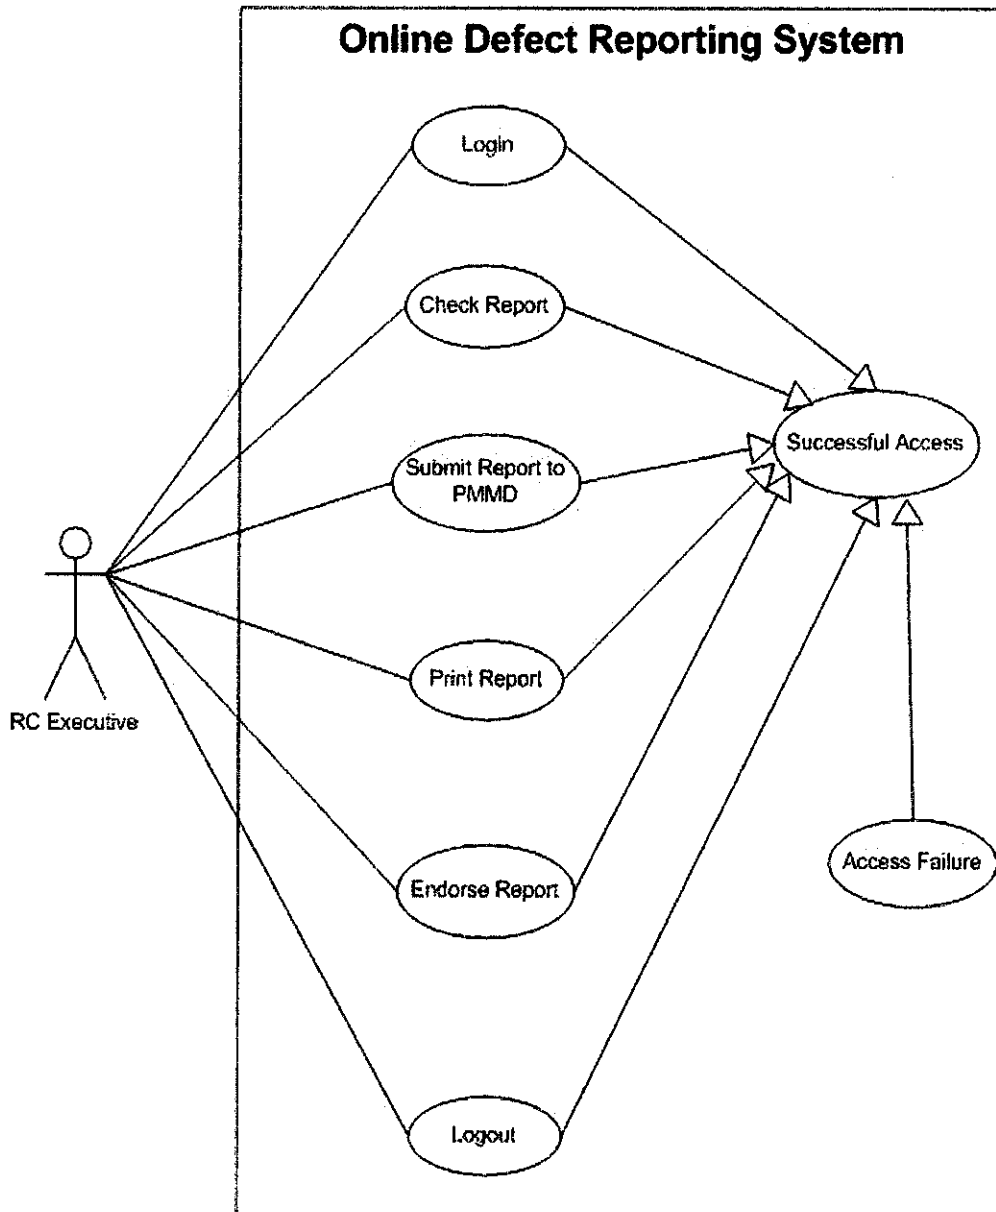 Online Defect Reporting System
Login
Check Report
Successful Access
Submit Report to
PMMD
RC Executive
Print Report
Access Failure
Endorse Report
Logout